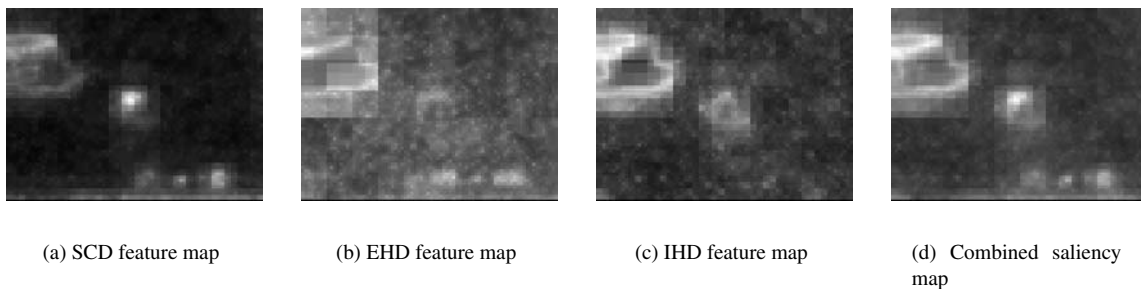 (a) SCD feature map
(b) EHD feature map
(c) IHD feature map
(d) Combined saliency
map